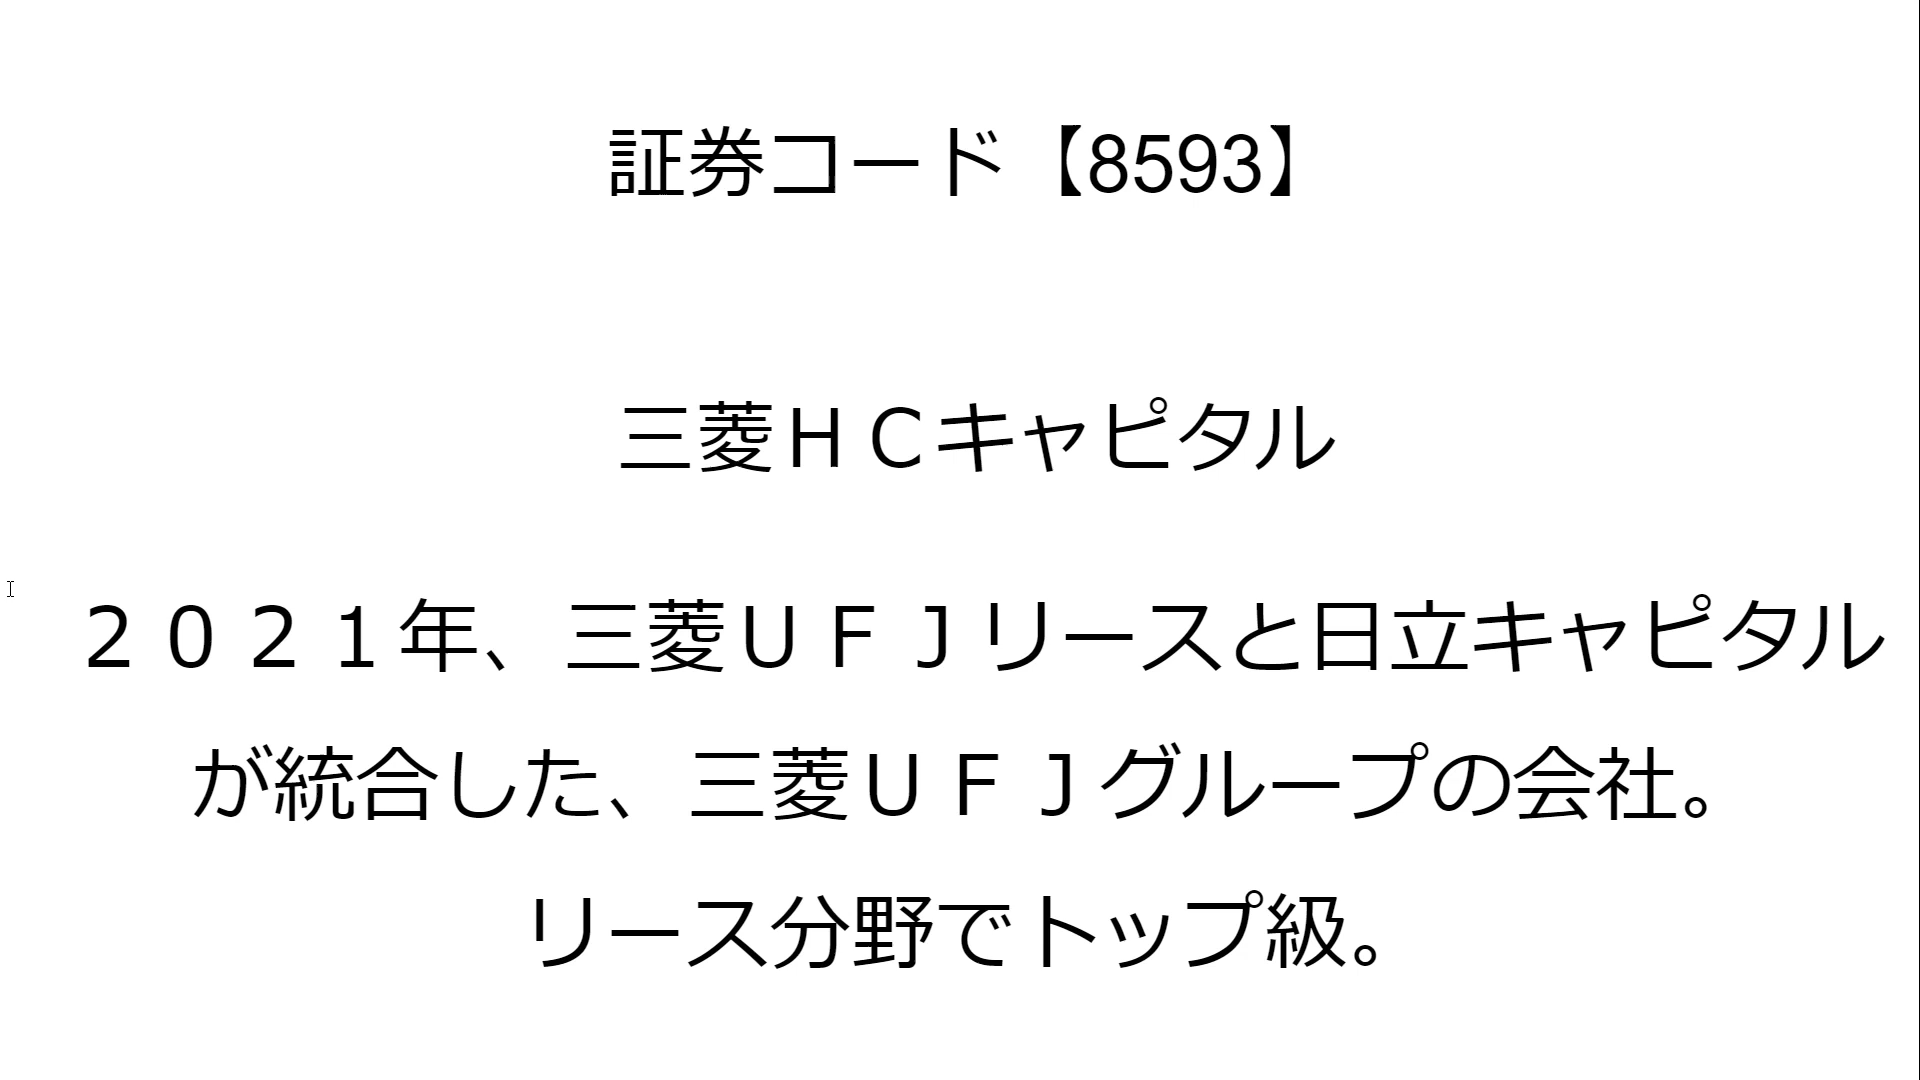 証券コード【8593】
三菱ＨＣキャピタル
２０２１年、三菱ＵＦＪリースと日立キャピタル
が統合した、三菱ＵＦＪグループの会社。
リース分野でトップ級。